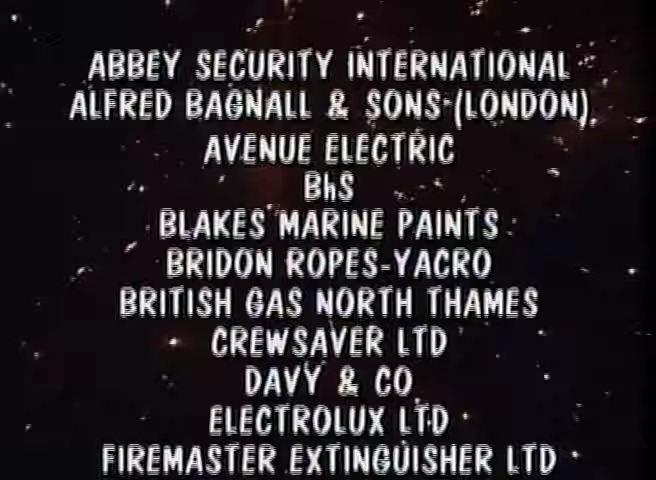 ABBEY SECURITY INTERNATIONAL
ALFRED BAGNALL & SONS (LONDON)
AVENUE ELECTRIC
BhS
BLAKES MARINE PAINTS
BRIDON ROPES-YACRO
BRITISH GAS NORTH THAMES
CREWSAVER LTD
DAVY & CO
ELECTROLUX LTD
FIREMASTER EXTINGUISHER LTD